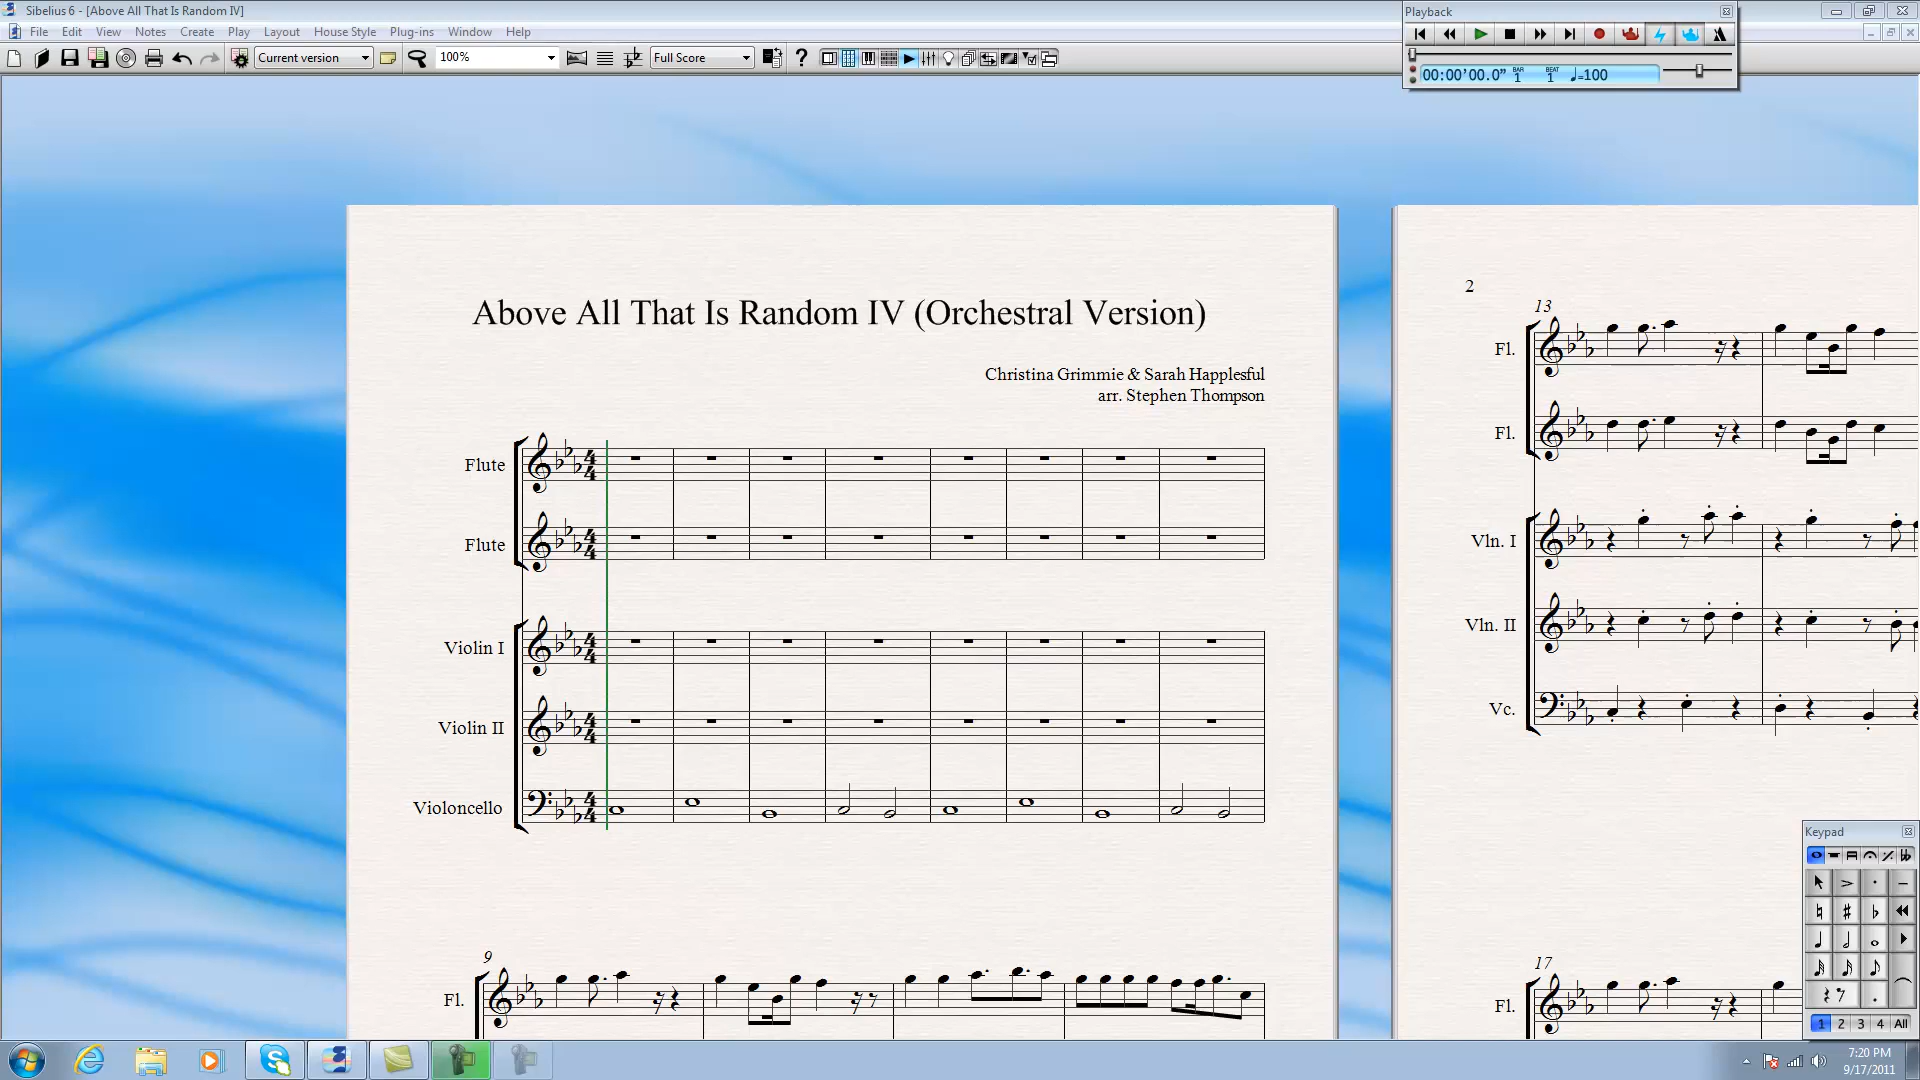 Sibelius 6 - [Above All That Is Random IV]
File Edit View Notes Create Play Layout House Style Plug-ins Window Help
Current version 100% Full Score
Playback
00:00'00.0" BAR 1 BEAT 1 =100
Above All That Is Random IV (Orchestral Version)
Christina Grimmie & Sarah Happlesful
arr. Stephen Thompson
Flute
Flute
Violin I
Violin II
Violoncello
9
Fl.
2
13
Fl.
Fl.
Vln. I
Vln. II
Vc.
17
Fl.
Keypad
1 2 3 4 All
7:20 PM
9/17/2011